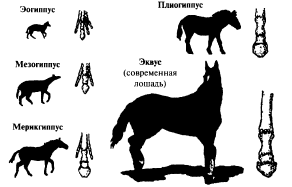 Эогиппус
Плиогиппус
Мезогиппус
Эквус
(современная
лошадь)
Мерикгиппус